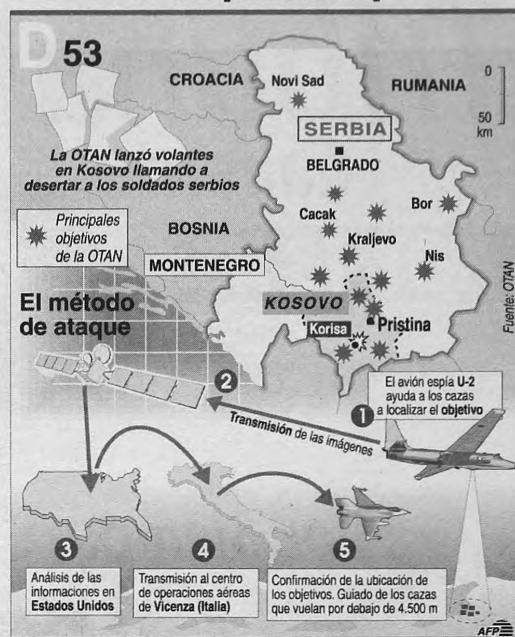 D 53
CROACIA
Novi Sad
RUMANIA
0
50
km
SERBIA
BELGRADO
La OTAN lanzó volantes
en Kosovo llamando a
desertar a los soldados serbios
Principales
objetivos
de la OTAN
BOSNIA
MONTENEGRO
Cacak
Bor
Kraljevo
Nis
KOSOVO
Korisa
Pristina
Fuente: OTAN
El método
de ataque
1
El avión espía U-2
ayuda a los cazas
a localizar el objetivo
2
Transmisión de las imágenes
3
Análisis de las
informaciones en
Estados Unidos
4
Transmisión al centro
de operaciones aéreas
de Vicenza (Italia)
5
Confirmación de la ubicación de
los objetivos. Guiado de los cazas
que vuelan por debajo de 4.500 m
AFP